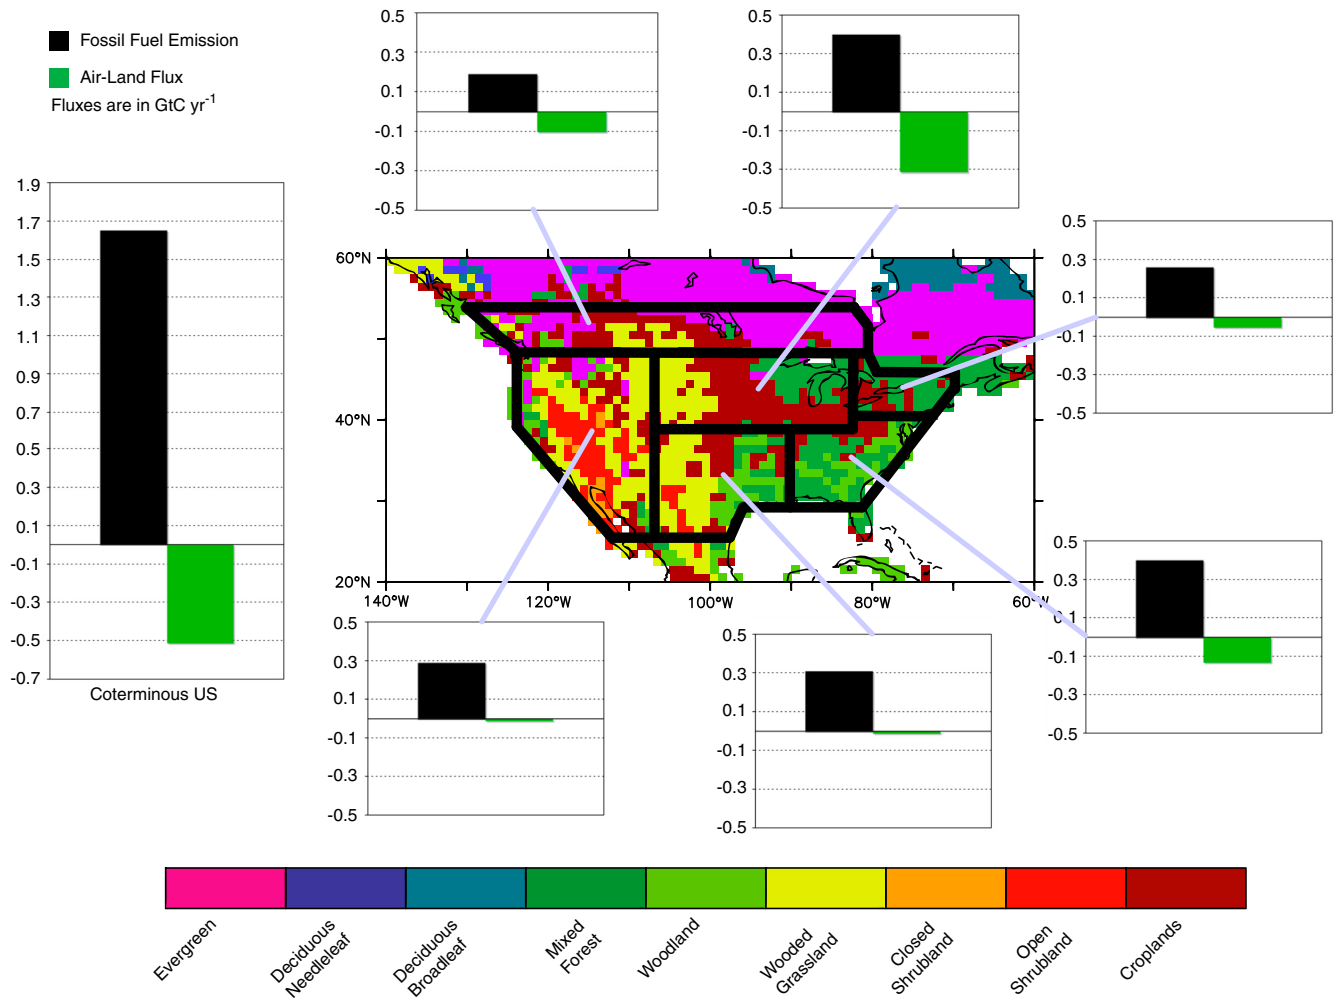 Fossil Fuel Emission
Air-Land Flux
Fluxes are in GtC yr-1
0.5
0.3
0.1
-0.1
-0.3
-0.5
0.5
0.3
0.1
-0.1
-0.3
-0.5
1.9
1.7
1.5
1.3
1.1
0.9
0.7
0.5
0.3
0.1
-0.1
-0.3
-0.5
-0.7
Coterminous US
0.5
0.3
0.1
-0.1
-0.3
-0.5
60°N
40°N
20°N
140°W
120°W
100°W
80°W
60°W
0.5
0.3
0.1
-0.1
-0.3
-0.5
0.5
0.3
0.1
-0.1
-0.3
-0.5
0.5
0.3
0.1
-0.1
-0.3
-0.5
Evergreen
Deciduous
Needleleaf
Deciduous
Broadleaf
Mixed
Forest
Woodland
Wooded
Grassland
Closed
Shrubland
Open
Shrubland
Croplands